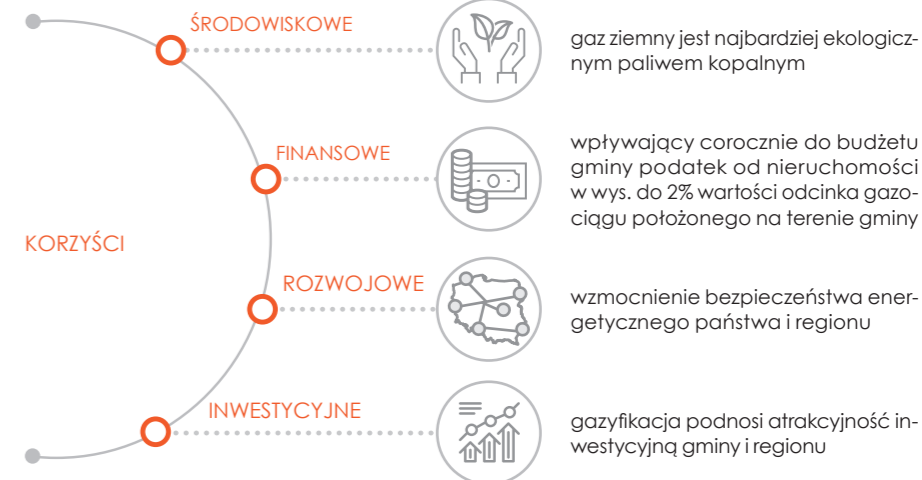 ŚRODOWISKOWE
gaz ziemny jest najbardziej ekologicz-
nym paliwem kopalnym
FINANSOWE
wpływający corocznie do budżetu
gminy podatek od nieruchomości
w wys. do 2% wartości odcinka gazo-
ciągu położonego na terenie gminy
KORZYŚCI
ROZWOJOWE
wzmocnienie bezpieczeństwa ener-
getycznego państwa i regionu
INWESTYCYJNE
gazyfikacja podnosi atrakcyjność in-
westycyjną gminy i regionu